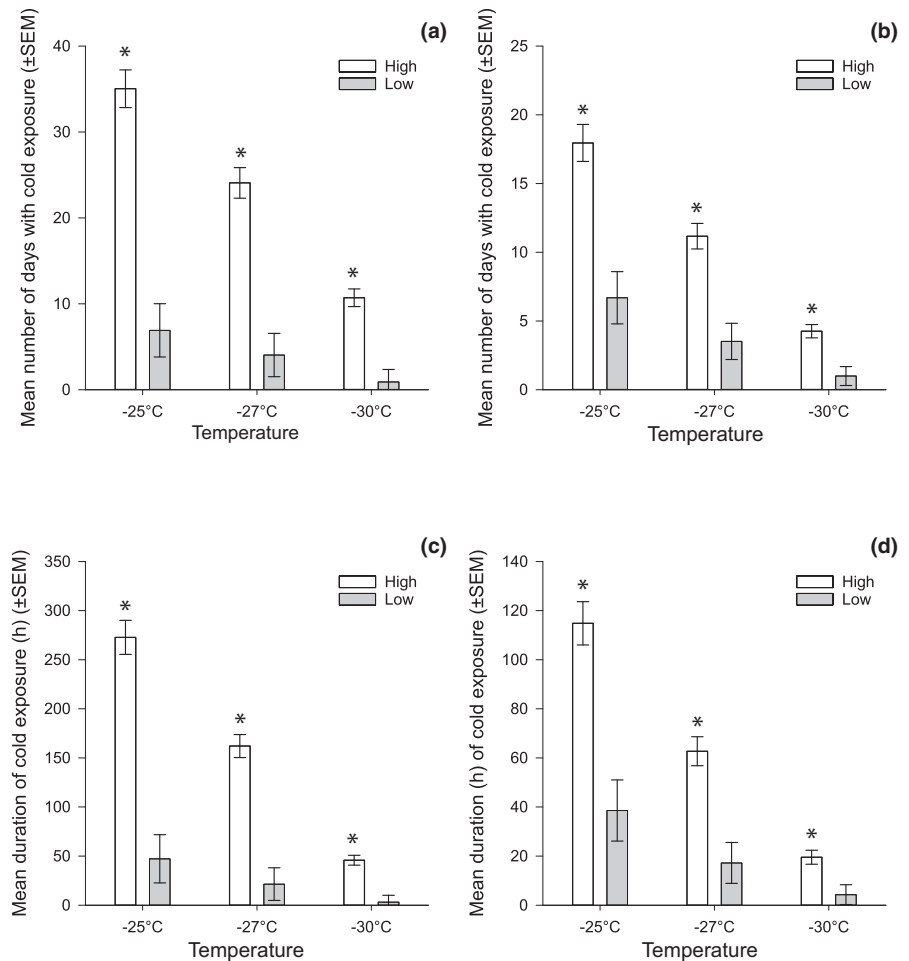 (a)
Mean number of days with cold exposure (±SEM)
40
30
20
10
0
High
Low
*
*
*
-25°C
-27°C
-30°C
Temperature
(b)
Mean number of days with cold exposure (±SEM)
25
20
15
10
5
0
High
Low
*
*
*
-25°C
-27°C
-30°C
Temperature
(c)
Mean duration of cold exposure (h) (±SEM)
350
300
250
200
150
100
50
0
High
Low
*
*
*
-25°C
-27°C
-30°C
Temperature
(d)
Mean duration (h) of cold exposure (±SEM)
140
120
100
80
60
40
20
0
High
Low
*
*
*
-25°C
-27°C
-30°C
Temperature